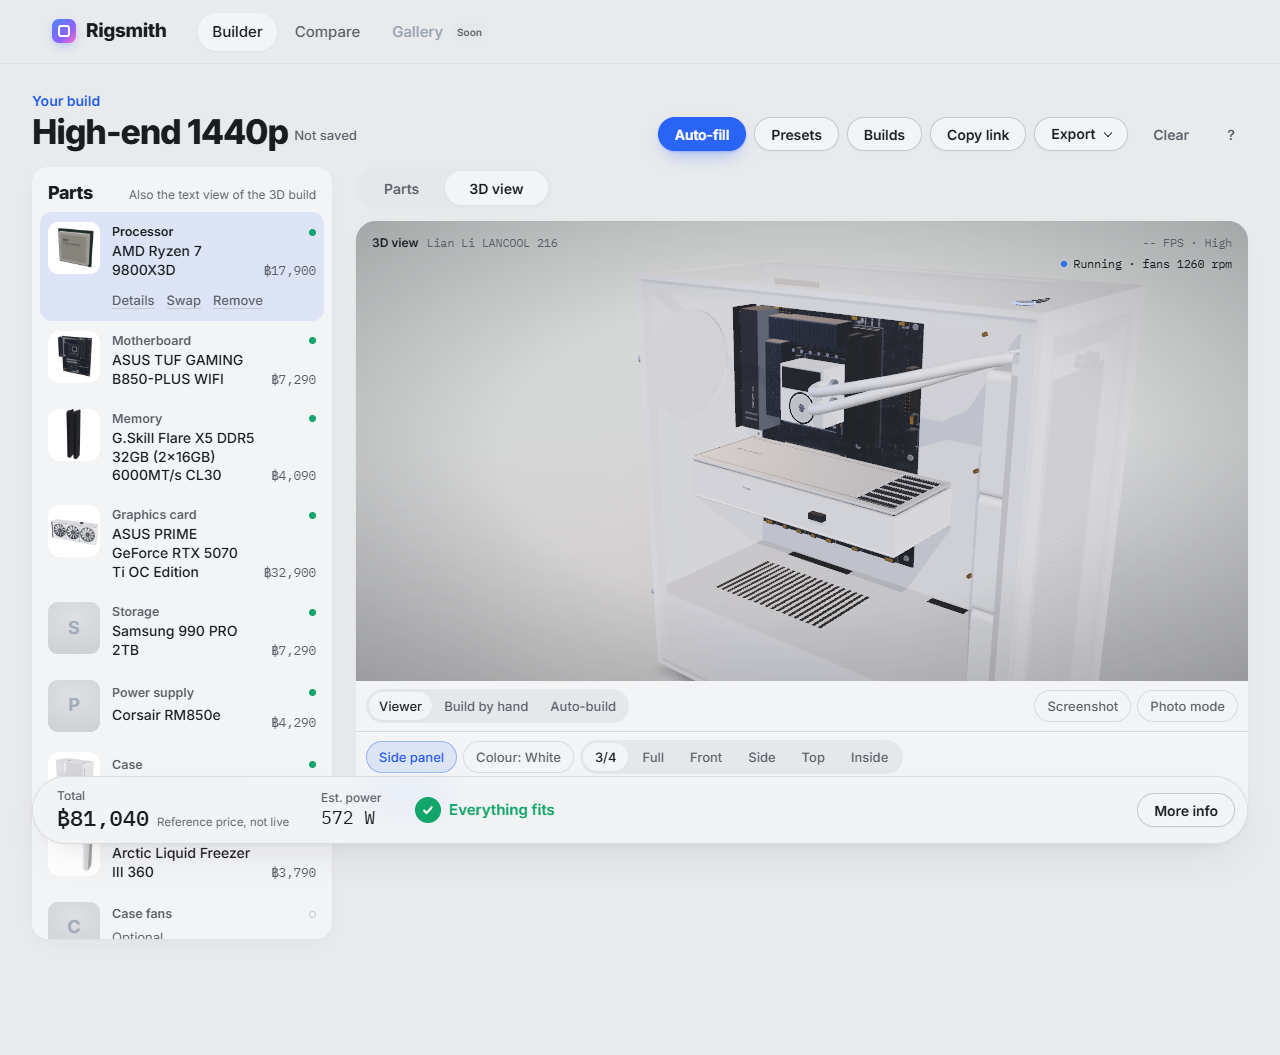 Rigsmith
Builder
Compare
Gallery
Soon
Your build
High-end 1440p
Not saved
Auto-fill
Presets
Builds
Copy link
Export
Clear
?
Parts
Also the text view of the 3D build
Processor
AMD Ryzen 7
9800X3D
฿17,900
Details
Swap
Remove
Motherboard
ASUS TUF GAMING
B850-PLUS WIFI
฿7,290
Memory
G.Skill Flare X5 DDR5
32GB (2×16GB)
6000MT/s CL30
฿4,090
Graphics card
ASUS PRIME
GeForce RTX 5070
Ti OC Edition
฿32,900
S
Storage
Samsung 990 PRO
2TB
฿7,290
P
Power supply
Corsair RM850e
฿4,290
Case
Arctic Liquid Freezer
III 360
฿3,790
C
Case fans
Optional
Parts
3D view
3D view
Lian Li LANCOOL 216
-- FPS · High
Running · fans 1260 rpm
Viewer
Build by hand
Auto-build
Screenshot
Photo mode
Side panel
Colour: White
3/4
Full
Front
Side
Top
Inside
Total
฿81,040
Reference price, not live
Est. power
572 W
Everything fits
More info